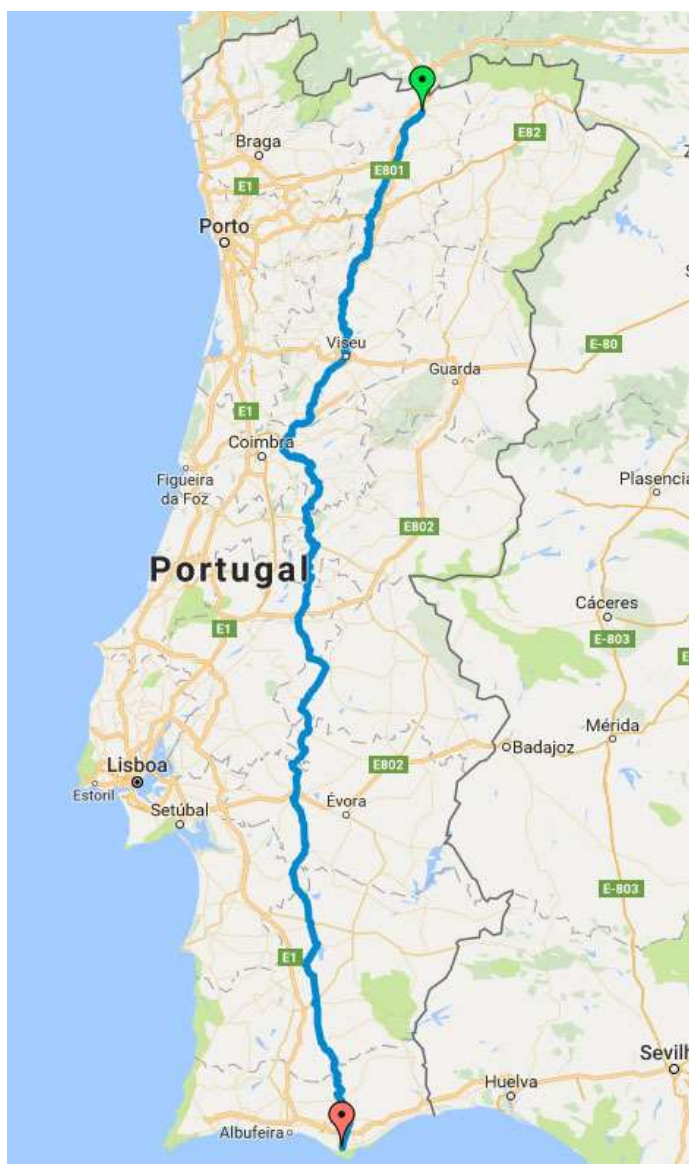 Braga
E82
E801
E1
Porto
Viseu
E-80
Guarda
E1
Coimbra
Figueira
da Foz
Plasencia
E802
Portugal
Cáceres
E1
E-803
Mérida
Badajoz
Lisboa
E802
Estoril
Évora
Setúbal
E-803
E1
Sevilh
Huelva
Albufeira